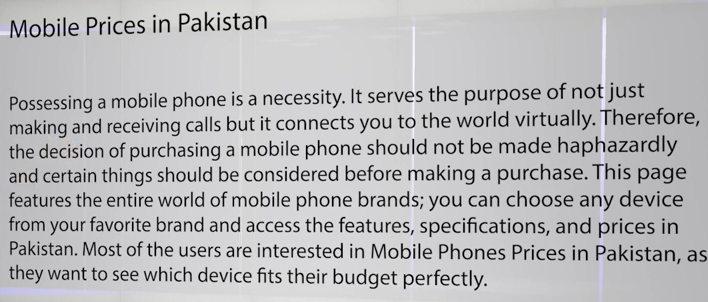 Mobile Prices in Pakistan
Possessing a mobile phone is a necessity. It serves the purpose of not just
making and receiving calls but it connects you to the world virtually. Therefore,
the decision of purchasing a mobile phone should not be made haphazardly
and certain things should be considered before making a purchase. This page
features the entire world of mobile phone brands; you can choose any device
from your favorite brand and access the features, specifications, and prices in
Pakistan. Most of the users are interested in Mobile Phones Prices in Pakistan, as
they want to see which device fits their budget perfectly.